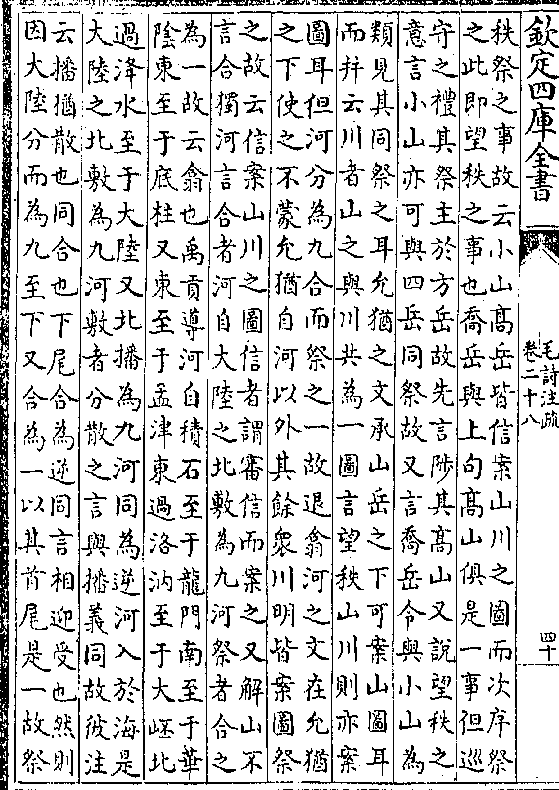 欽定四庫全書
毛詩注疏
卷二十八
四十
秩祭之事故云小山髙岳皆信案山川之圖而次序祭
之此即望秩之事也喬岳與上句髙山俱是一事但巡
守之禮其祭主於方岳故先言陟其髙山又說望秩之
意言小山亦可與四岳同祭故又言喬岳令與小山為
類見其同祭之耳允猶之文承山岳之下可案山圖耳
而幷云川者山之與川共為一圖言望秩山川則亦案
圖耳但河分為九合而祭之一故退翕河之文在允猶
之下使之不蒙允猶自河以外其餘衆川明皆案圖祭
之故云信案山川之圖信者謂審信而案之又解山不
言合獨河言合者河自大陸之北敷為九河祭者合之
為一故云翕也禹貢導河自積石至于龍門南至于華
陰東至于底柱又東至于孟津東過洛汭至于大岯北
過洚水至于大陸又北播為九河同為逆河入於海是
大陸之北敷為九河敷者分散之言與播義同故彼注
云播猶散也同合也下尾合為逆同言相迎受也然則
因大陸分而為九至下又合為一以其首尾是一故祭